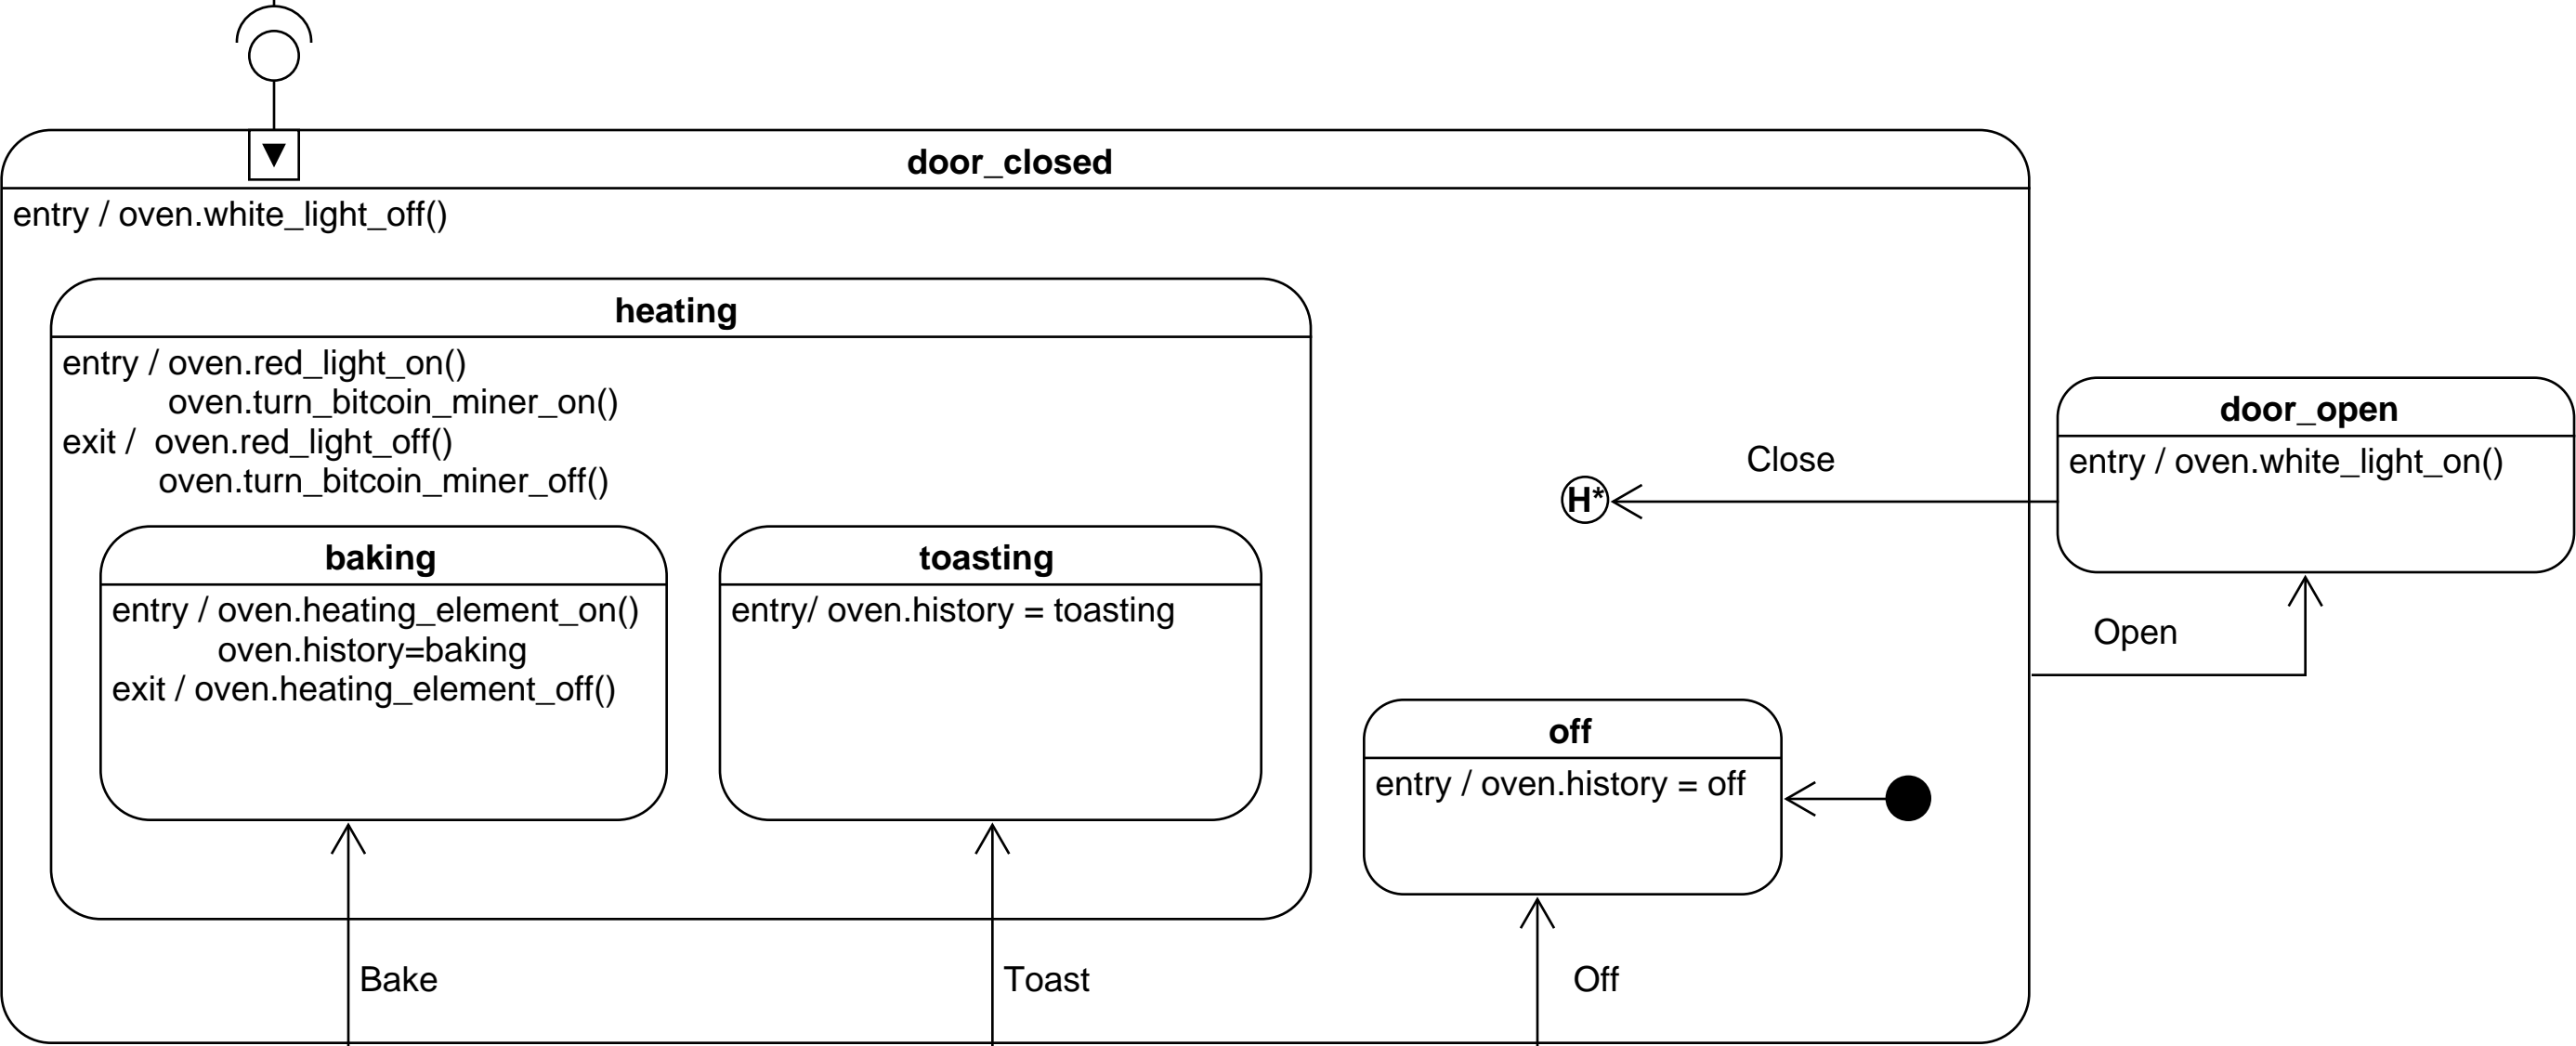 door_closed
entry / oven.white_light_off()
heating
entry / oven.red_light_on()
oven.turn_bitcoin_miner_on()
exit /  oven.red_light_off()
oven.turn_bitcoin_miner_off()
baking
entry / oven.heating_element_on()
oven.history=baking
exit / oven.heating_element_off()
toasting
entry/ oven.history = toasting
H*
Close
door_open
entry / oven.white_light_on()
Open
off
entry / oven.history = off
Bake
Toast
Off